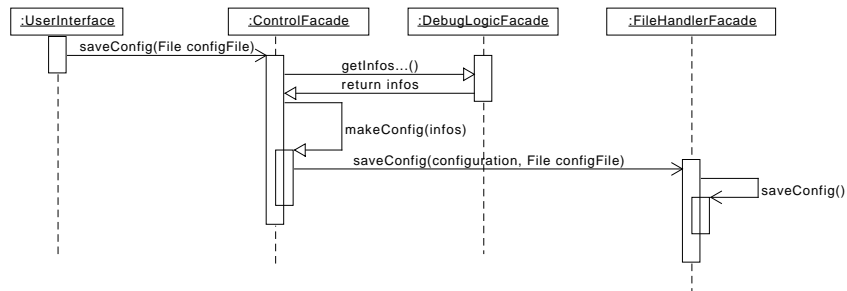 :UserInterface
:ControlFacade
:DebugLogicFacade
:FileHandlerFacade
saveConfig(File configFile)
getInfos...()
return infos
makeConfig(infos)
saveConfig(configuration, File configFile)
saveConfig()